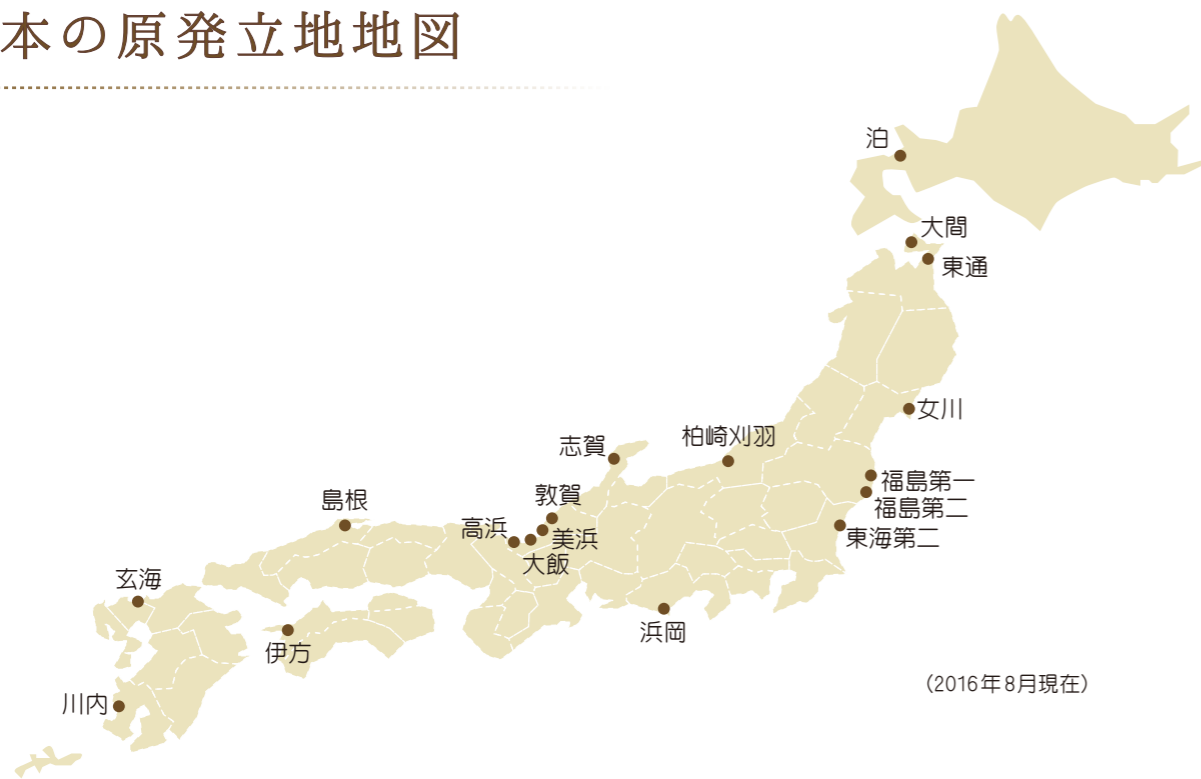 本の原発立地地図
泊
大間
東通
女川
柏崎刈羽
志賀
福島第一
福島第二
敦賀
島根
高浜
美浜
東海第二
大飯
玄海
浜岡
伊方
川内
（2016年8月現在）